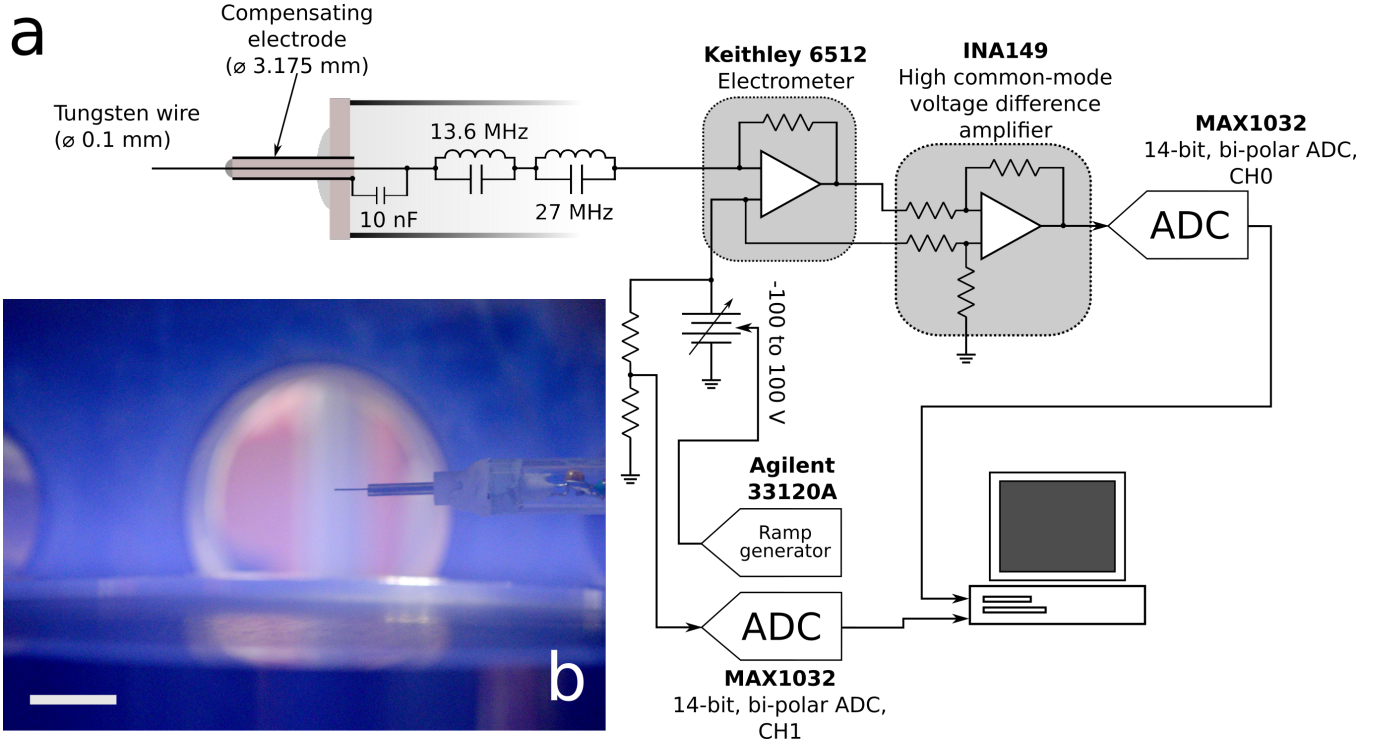 a
Compensating
electrode
(⌀ 3.175 mm)
Tungsten wire
(⌀ 0.1 mm)
13.6 MHz
10 nF
27 MHz
Keithley 6512
Electrometer
INA149
High common-mode
voltage difference
amplifier
MAX1032
14-bit, bi-polar ADC,
CH0
ADC
-100 to 100 V
Agilent
33120A
Ramp
generator
ADC
MAX1032
14-bit, bi-polar ADC,
CH1
b